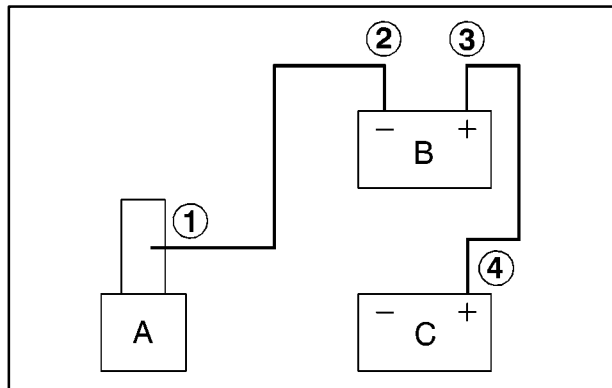 ② ③
− +
B
①
④
− +
A C